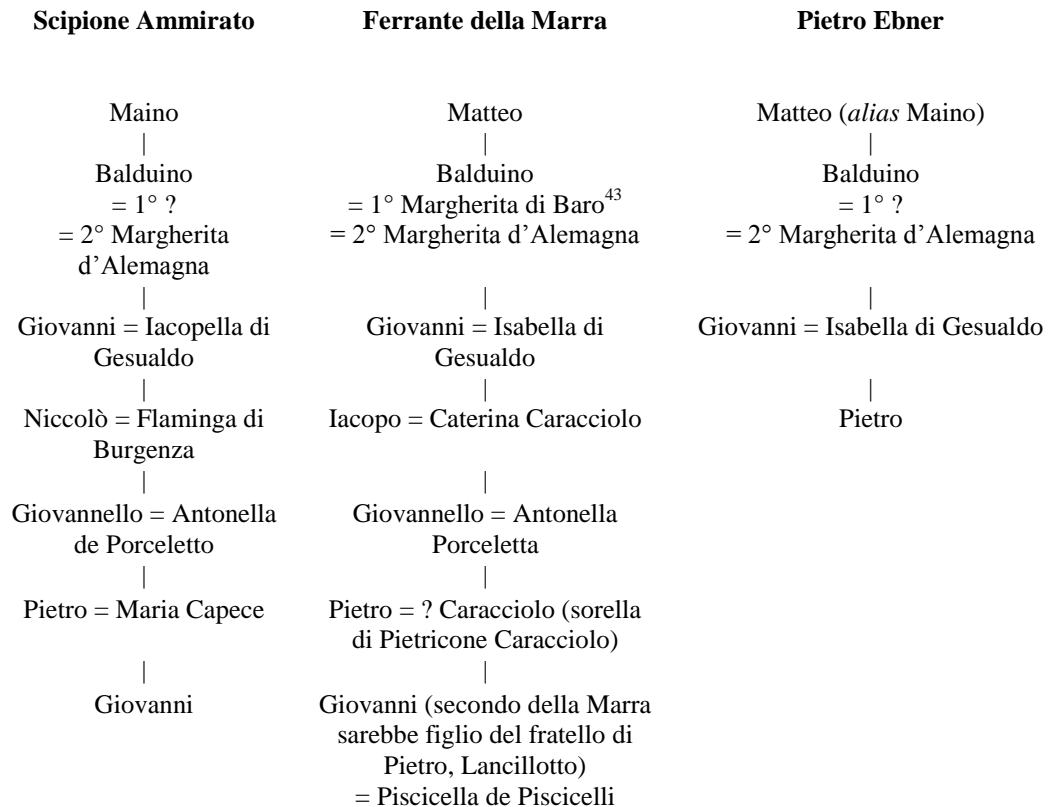 Scipione Ammirato
Maino
|
Balduino
= 1° ?
= 2° Margherita
d’Alemagna
|
Giovanni = Iacopella di
Gesualdo
|
Niccolò = Flaminga di
Burgenza
|
Giovannello = Antonella
de Porceletto
|
Pietro = Maria Capece
|
Giovanni
Ferrante della Marra
Matteo
|
Balduino
= 1° Margherita di Baro43
= 2° Margherita d’Alemagna
|
Giovanni = Isabella di
Gesualdo
|
Iacopo = Caterina Caracciolo
|
Giovannello = Antonella
Porceletta
|
Pietro = ? Caracciolo (sorella
di Pietricone Caracciolo)
|
Giovanni (secondo della Marra
sarebbe figlio del fratello di
Pietro, Lancillotto)
= Piscicella de Piscicelli
Pietro Ebner
Matteo (alias Maino)
|
Balduino
= 1° ?
= 2° Margherita d’Alemagna
|
Giovanni = Isabella di Gesualdo
|
Pietro